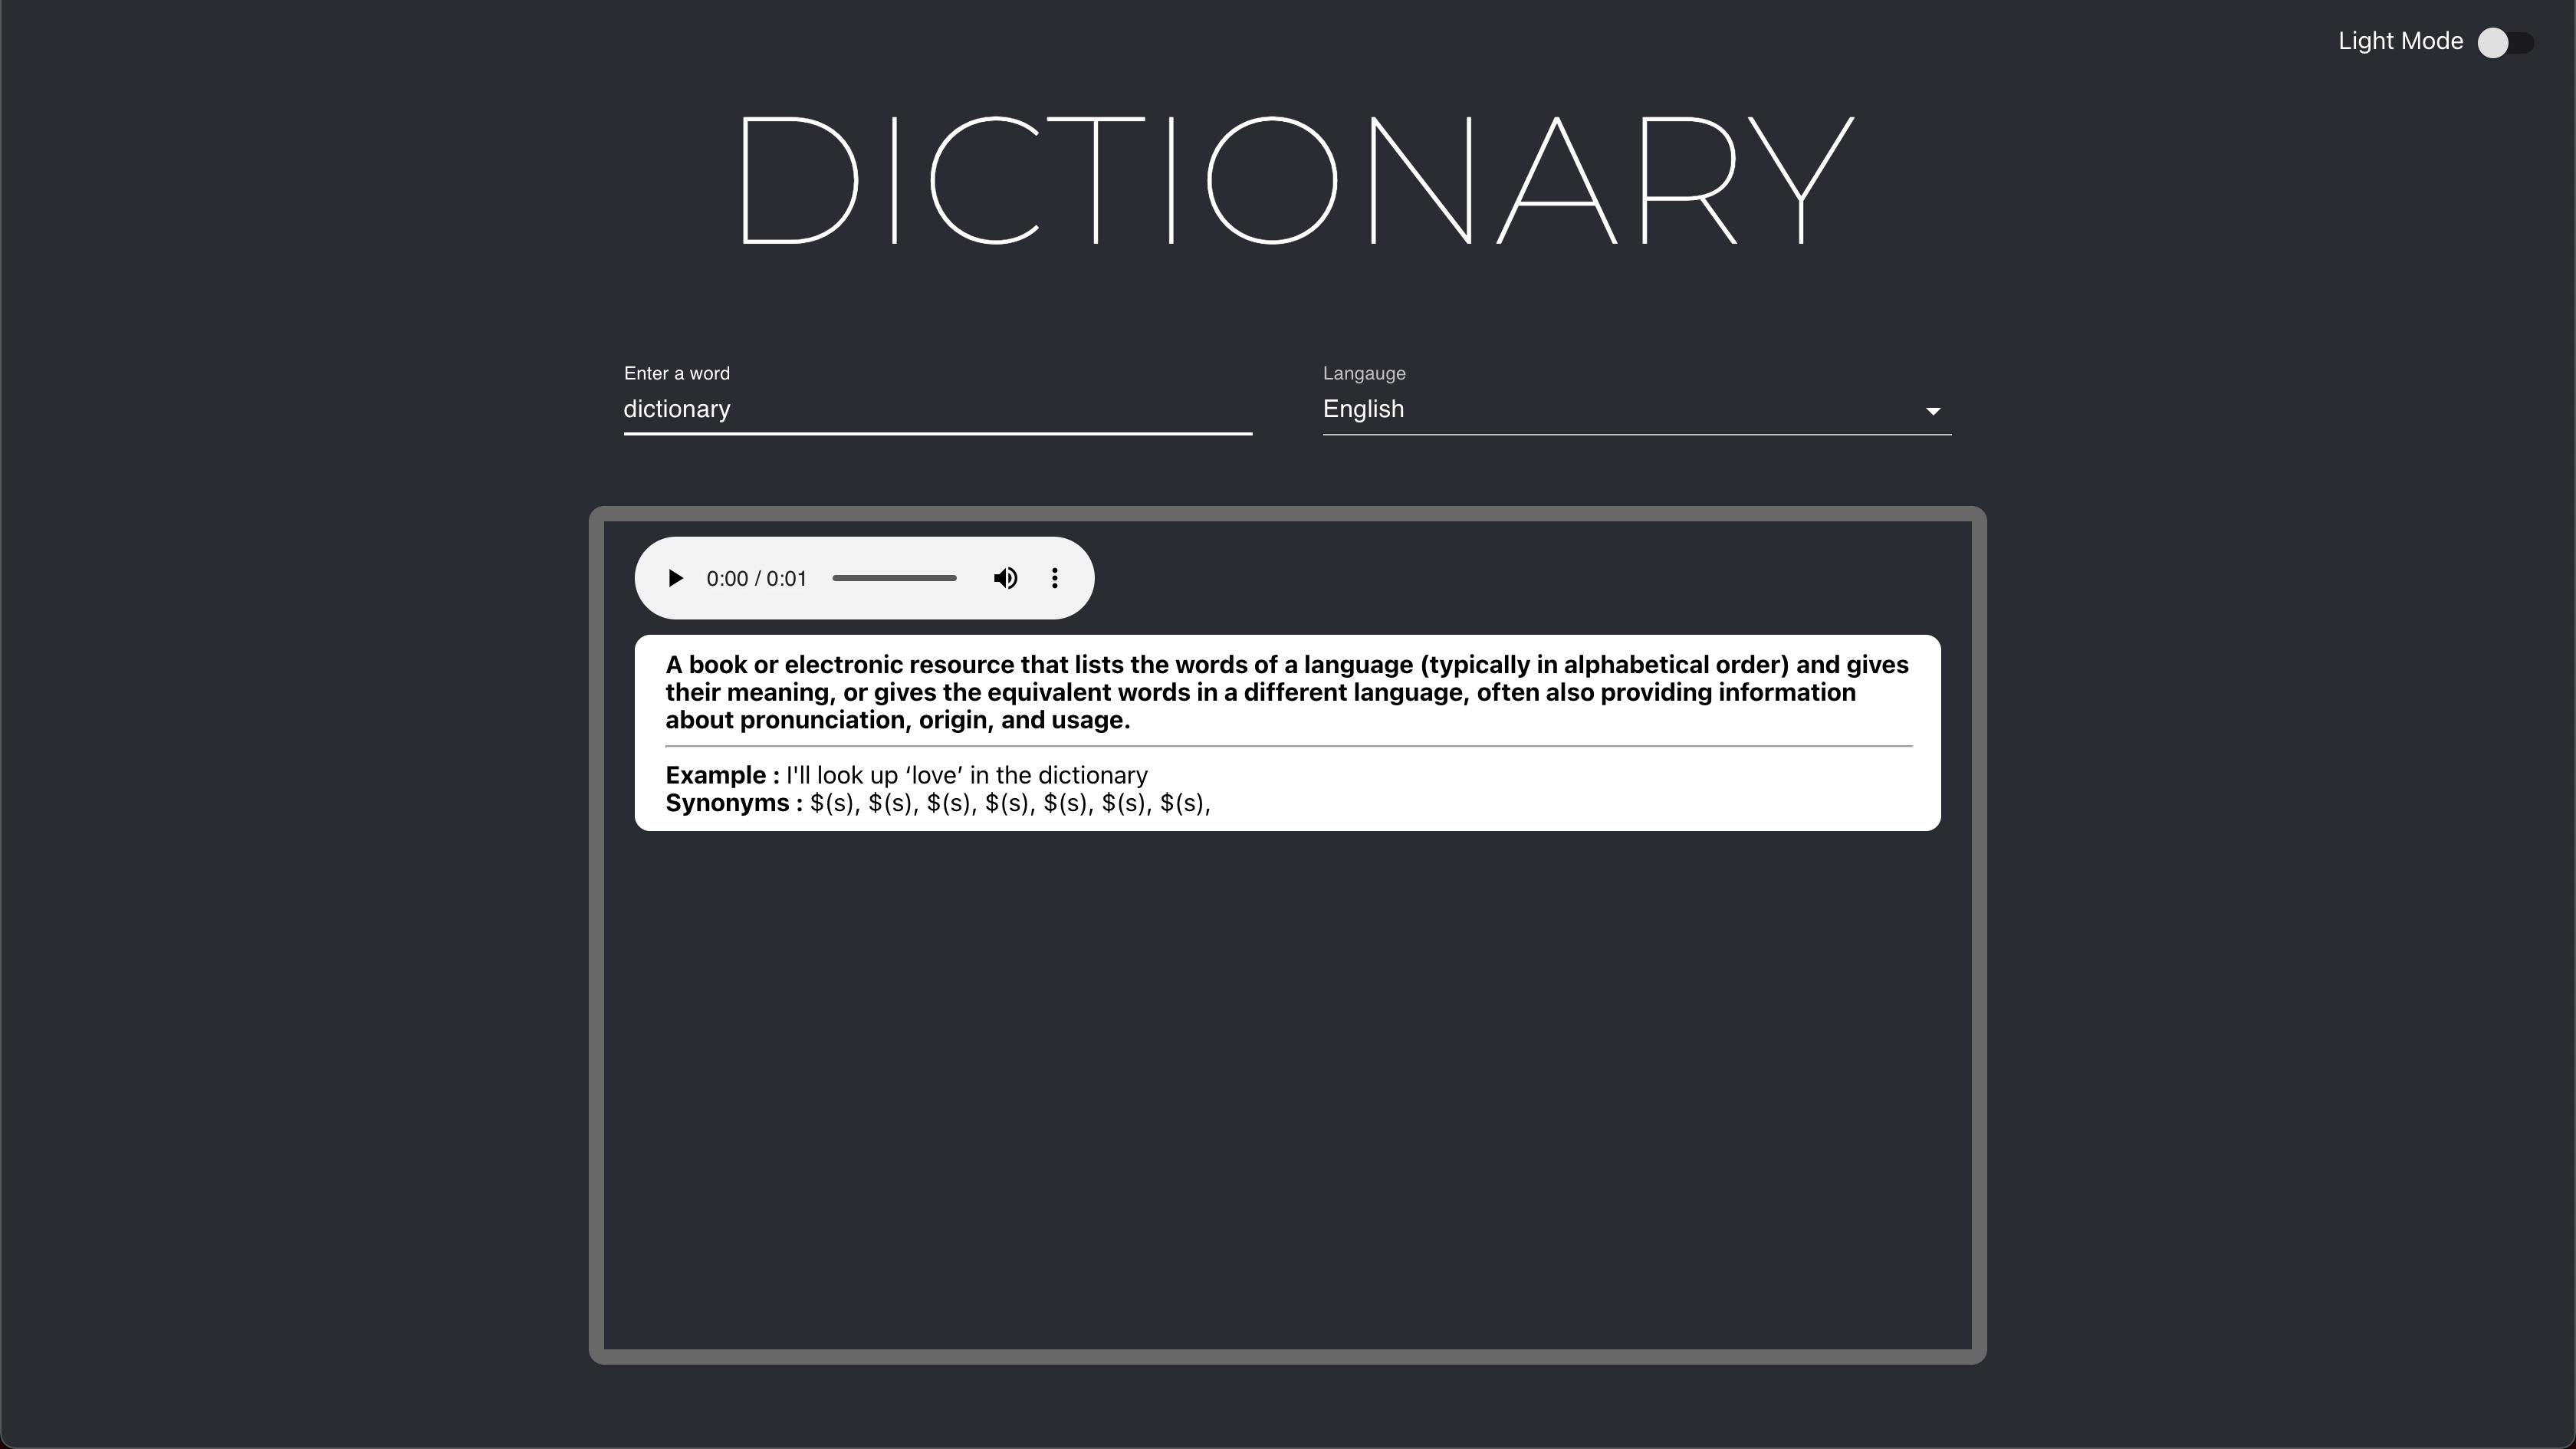 Light Mode
DICTIONARY
Enter a word
dictionary
Langauge
English
0:00 / 0:01
A book or electronic resource that lists the words of a language (typically in alphabetical order) and gives
their meaning, or gives the equivalent words in a different language, often also providing information
about pronunciation, origin, and usage.
Example : I'll look up ‘love’ in the dictionary
Synonyms : $(s), $(s), $(s), $(s), $(s), $(s), $(s),